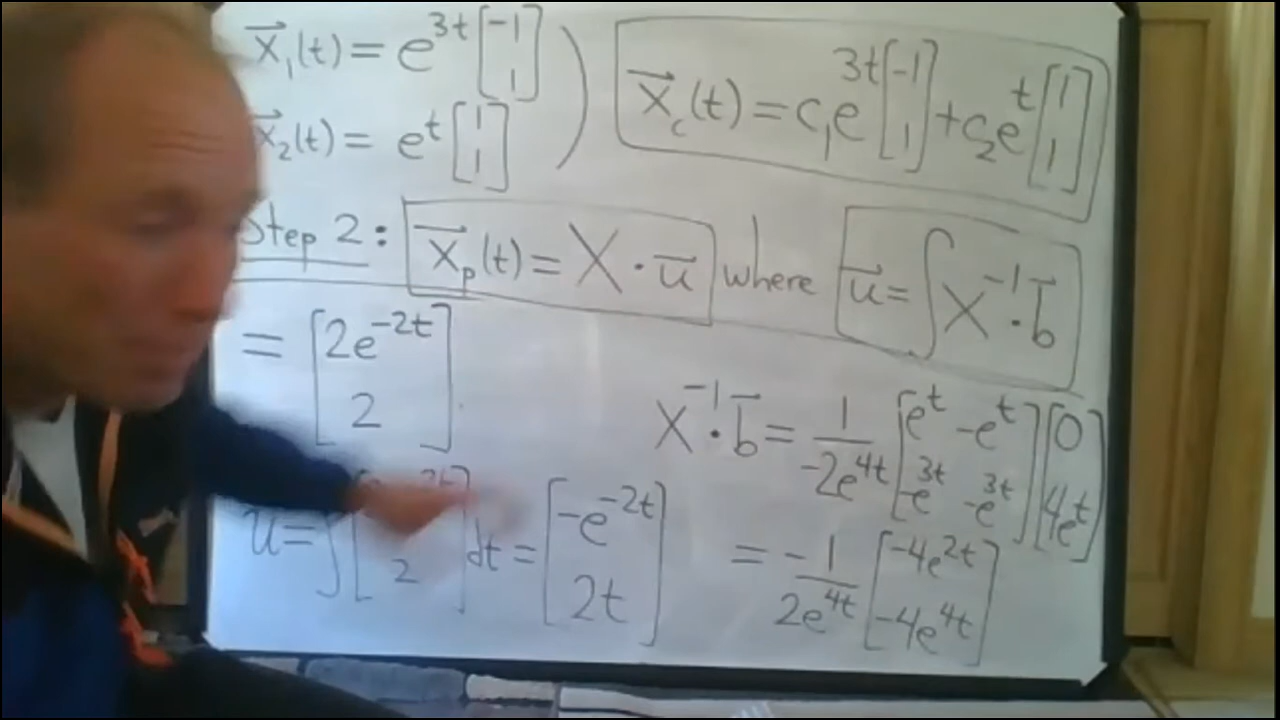 x₁(t) = e^{3t} [-1; 1] ) x_c(t) = c₁e^{3t} [-1; 1] + c₂e^{t} [1; 1]
x₂(t) = e^{t} [1; 1]
Step 2: x_p(t) = X · u where u = ∫ X^{-1} · b
= [2e^{-2t}; 2]
X^{-1} · b = 1/(-2e^{4t}) [e^{t} -e^{t}; -e^{3t} -e^{3t}] [0; 4e^{t}]
u = ∫ [ ; 2] dt = [-e^{-2t}; 2t]
= -1/(2e^{4t}) [-4e^{2t}; -4e^{4t}]